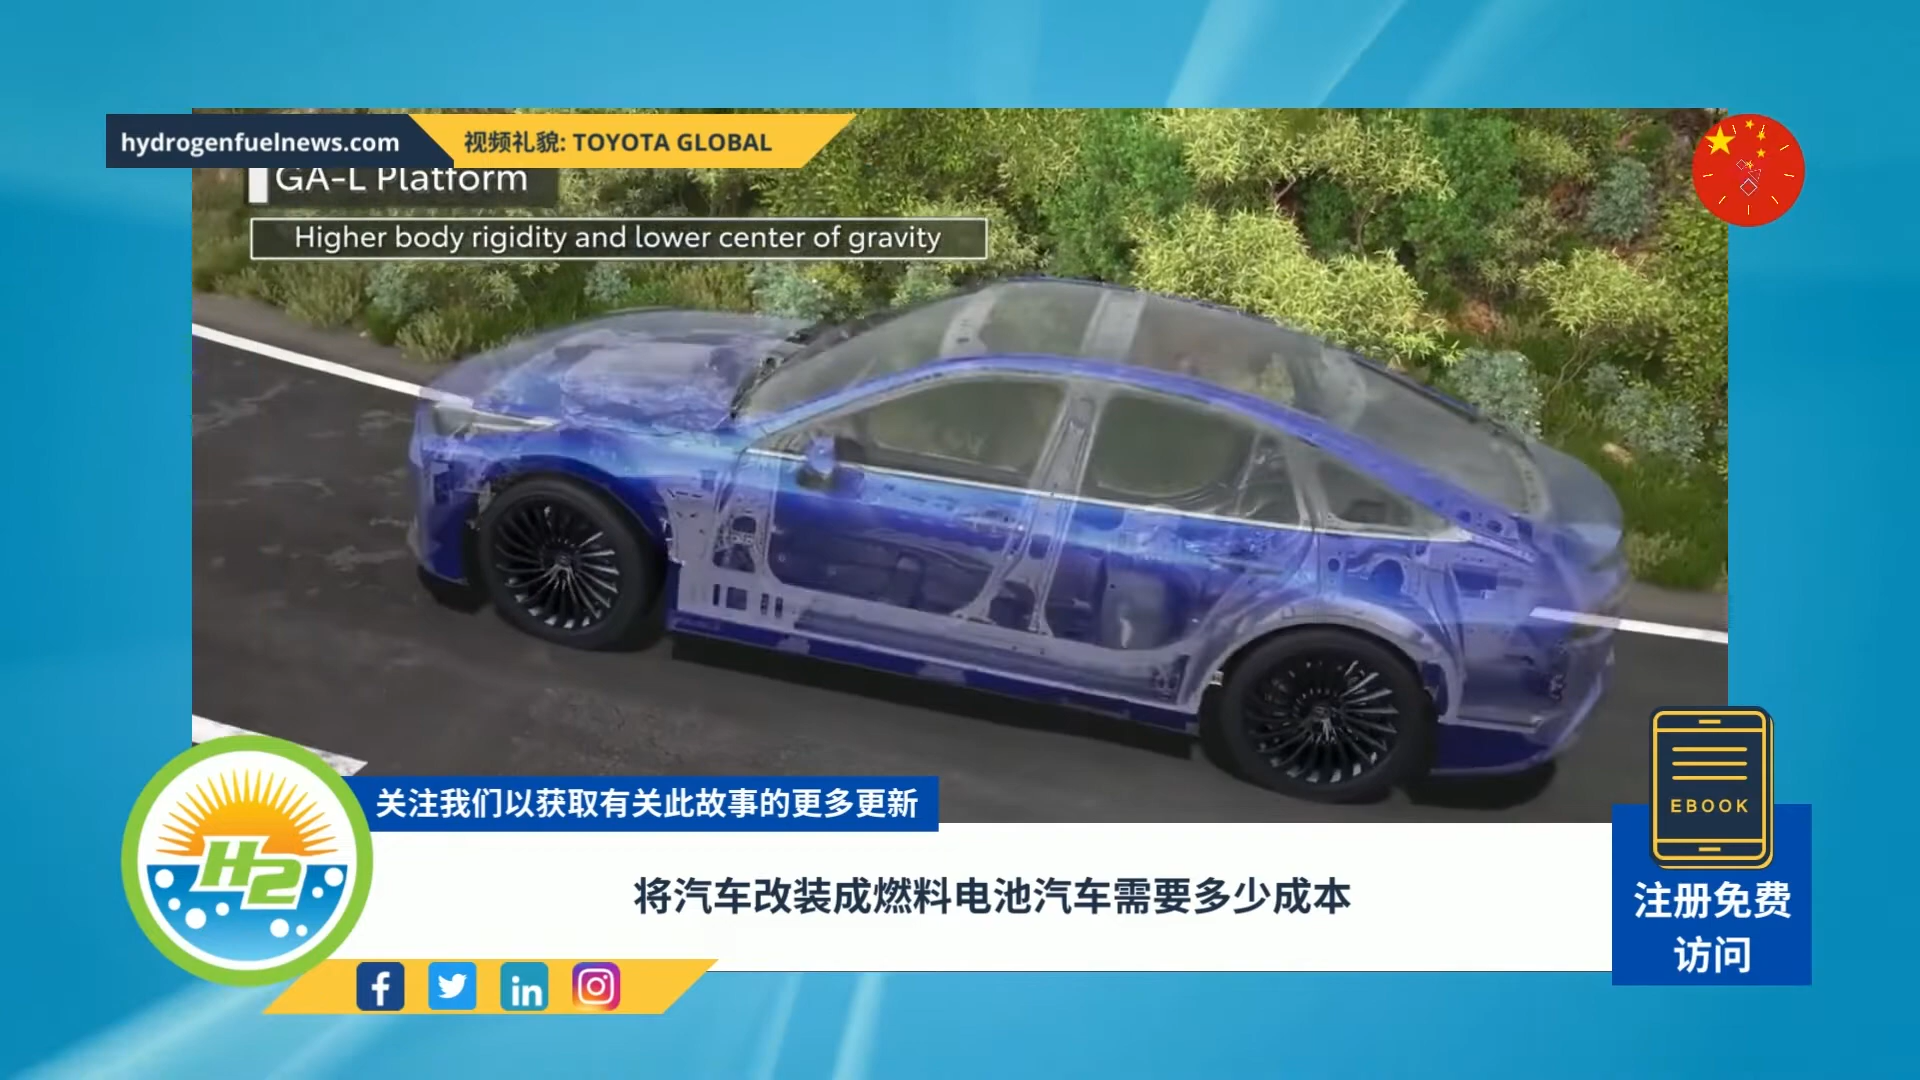 hydrogenfuelnews.com
视频礼貌: TOYOTA GLOBAL
GA-L Platform
Higher body rigidity and lower center of gravity
关注我们以获取有关此故事的更多更新
H2
将汽车改装成燃料电池汽车需要多少成本
EBOOK
注册免费
访问